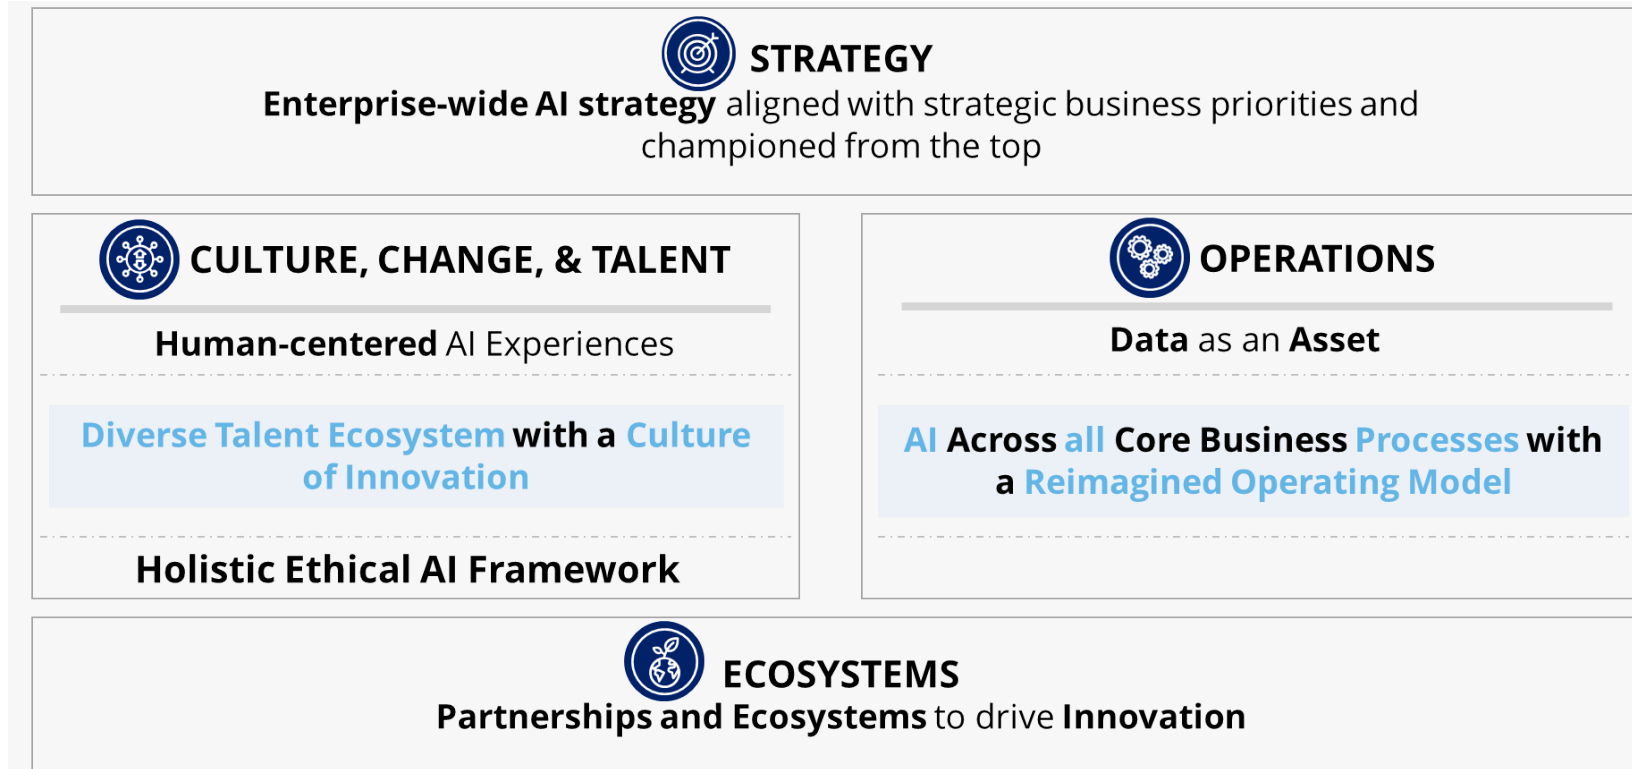 STRATEGY
Enterprise-wide AI strategy aligned with strategic business priorities and
championed from the top
CULTURE, CHANGE, & TALENT
Human-centered AI Experiences
Diverse Talent Ecosystem with a Culture
of Innovation
Holistic Ethical AI Framework
OPERATIONS
Data as an Asset
AI Across all Core Business Processes with
a Reimagined Operating Model
ECOSYSTEMS
Partnerships and Ecosystems to drive Innovation